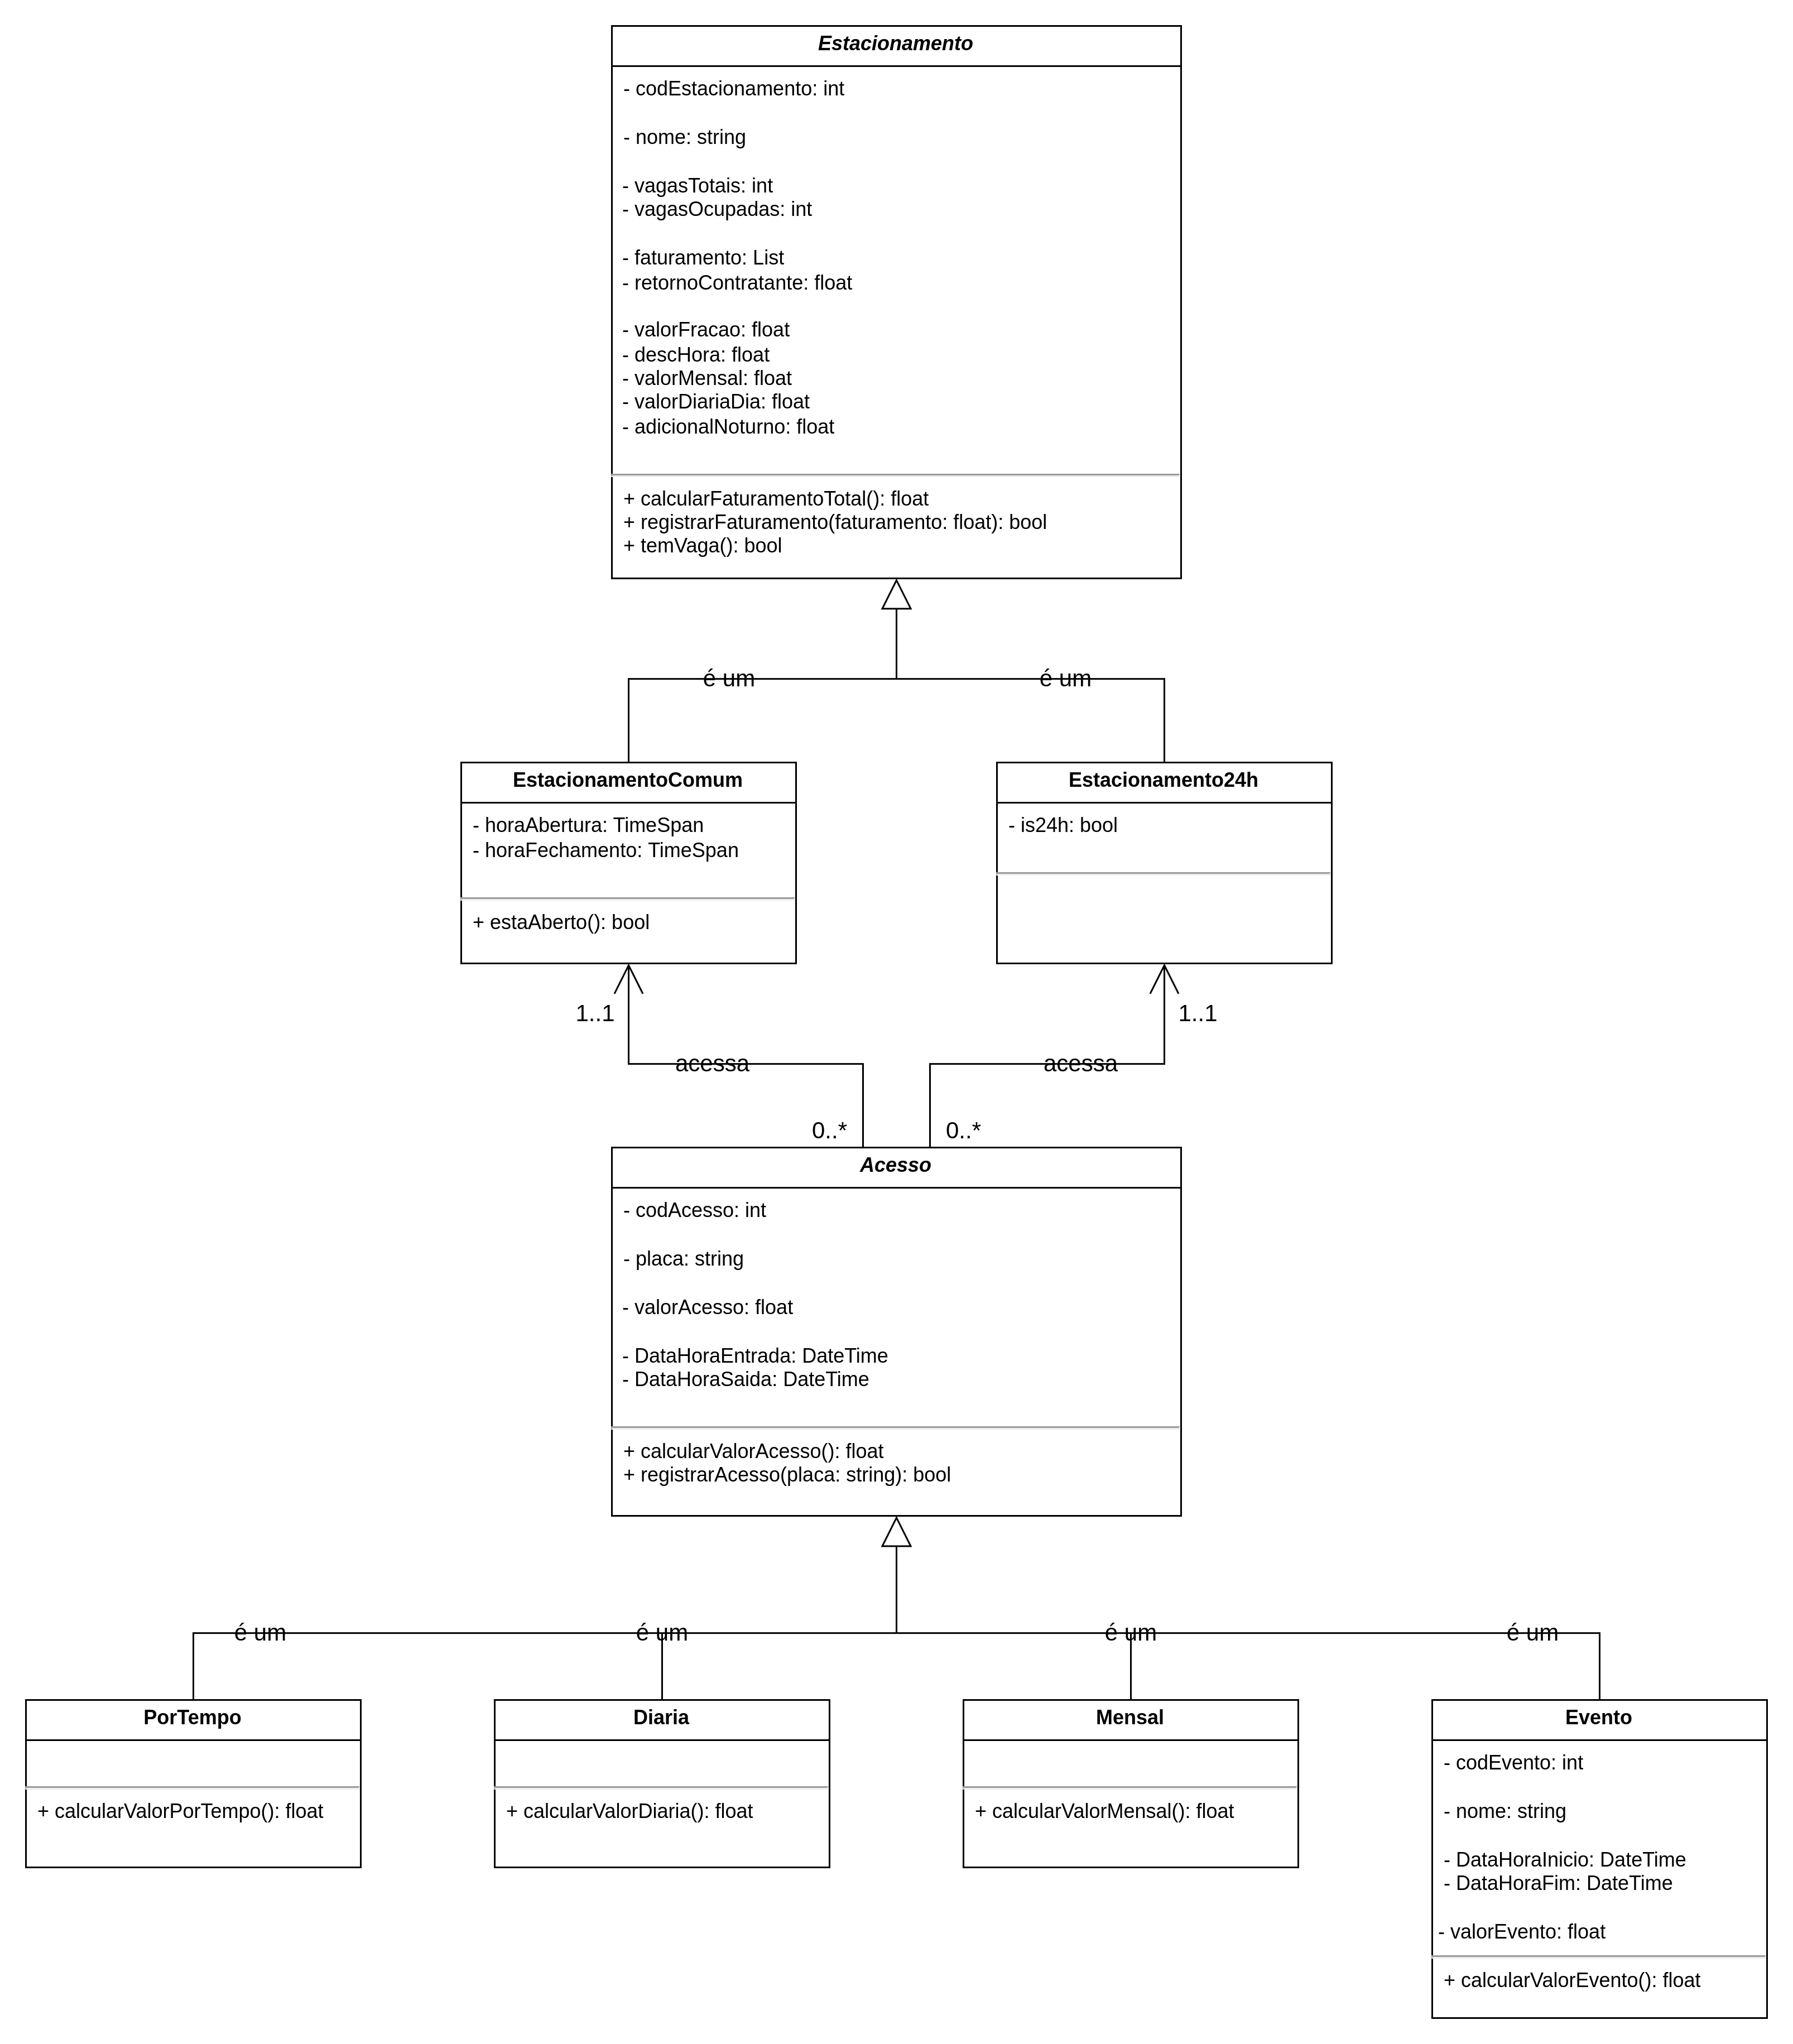 Estacionamento
- codEstacionamento: int
- nome: string
- vagasTotais: int
- vagasOcupadas: int
- faturamento: List
- retornoContratante: float
- valorFracao: float
- descHora: float
- valorMensal: float
- valorDiariaDia: float
- adicionalNoturno: float
+ calcularFaturamentoTotal(): float
+ registrarFaturamento(faturamento: float): bool
+ temVaga(): bool
é um
é um
EstacionamentoComum
- horaAbertura: TimeSpan
- horaFechamento: TimeSpan
+ estaAberto(): bool
Estacionamento24h
- is24h: bool
1..1
1..1
acessa
acessa
0..*
0..*
Acesso
- codAcesso: int
- placa: string
- valorAcesso: float
- DataHoraEntrada: DateTime
- DataHoraSaida: DateTime
+ calcularValorAcesso(): float
+ registrarAcesso(placa: string): bool
é um
é um
é um
é um
PorTempo
+ calcularValorPorTempo(): float
Diaria
+ calcularValorDiaria(): float
Mensal
+ calcularValorMensal(): float
Evento
- codEvento: int
- nome: string
- DataHoraInicio: DateTime
- DataHoraFim: DateTime
- valorEvento: float
+ calcularValorEvento(): float